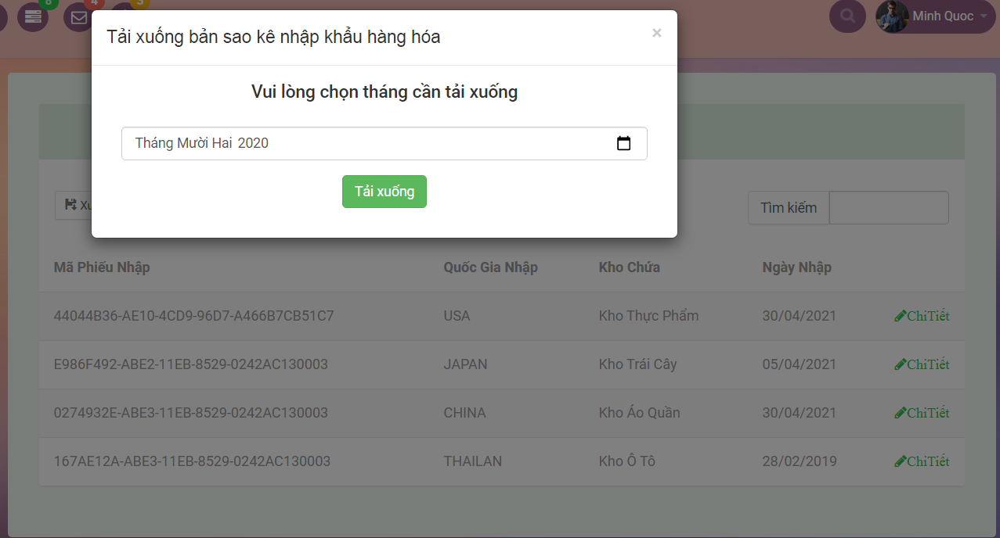 8 4 3
Minh Quoc
Tải xuống bản sao kê nhập khẩu hàng hóa ×
Vui lòng chọn tháng cần tải xuống
Tháng Mười Hai 2020
Tải xuống
Tìm kiếm
Mã Phiếu Nhập Quốc Gia Nhập Kho Chứa Ngày Nhập
44044B36-AE10-4CD9-96D7-A466B7CB51C7 USA Kho Thực Phẩm 30/04/2021 ChiTiết
E986F492-ABE2-11EB-8529-0242AC130003 JAPAN Kho Trái Cây 05/04/2021 ChiTiết
0274932E-ABE3-11EB-8529-0242AC130003 CHINA Kho Áo Quần 30/04/2021 ChiTiết
167AE12A-ABE3-11EB-8529-0242AC130003 THAILAN Kho Ô Tô 28/02/2019 ChiTiết